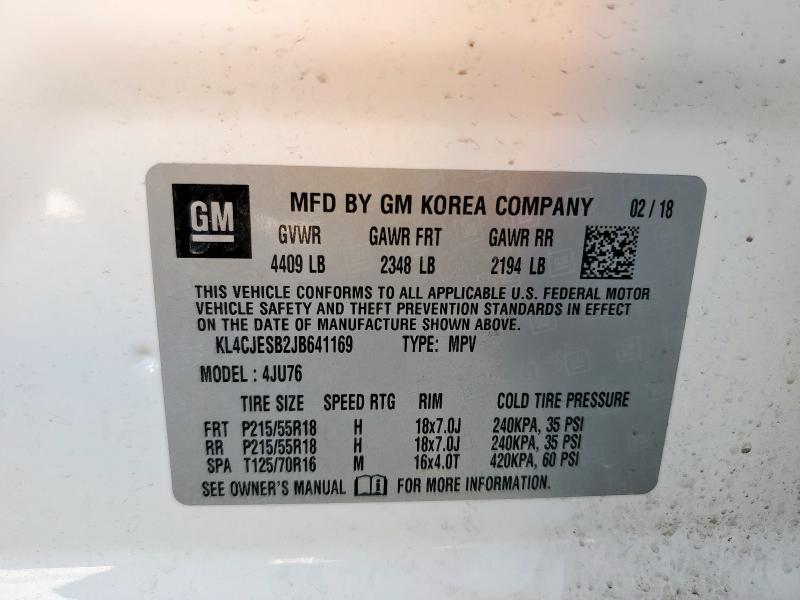 GM MFD BY GM KOREA COMPANY 02 / 18
GVWR GAWR FRT GAWR RR
4409 LB 2348 LB 2194 LB
THIS VEHICLE CONFORMS TO ALL APPLICABLE U.S. FEDERAL MOTOR
VEHICLE SAFETY AND THEFT PREVENTION STANDARDS IN EFFECT
ON THE DATE OF MANUFACTURE SHOWN ABOVE.
KL4CJESB2JB641169 TYPE: MPV
MODEL : 4JU76
TIRE SIZE SPEED RTG RIM COLD TIRE PRESSURE
FRT P215/55R18 H 18x7.0J 240KPA, 35 PSI
RR P215/55R18 H 18x7.0J 240KPA, 35 PSI
SPA T125/70R16 M 16x4.0T 420KPA, 60 PSI
SEE OWNER'S MANUAL i FOR MORE INFORMATION.